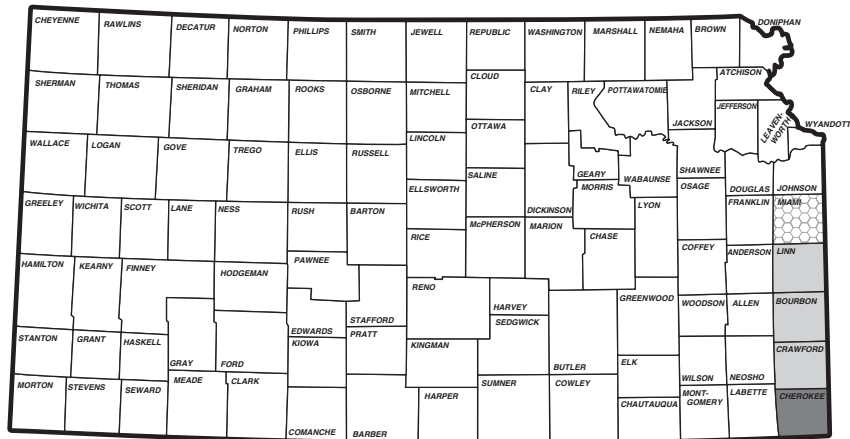 CHEYENNE RAWLINS DECATUR NORTON PHILLIPS SMITH JEWELL REPUBLIC WASHINGTON MARSHALL NEMAHA BROWN DONIPHAN
SHERMAN THOMAS SHERIDAN GRAHAM ROOKS OSBORNE MITCHELL CLOUD CLAY RILEY POTTAWATOMIE JACKSON ATCHISON
JEFFERSON LEAVEN-
WORTH
WYANDOTT
WALLACE LOGAN GOVE TREGO ELLIS RUSSELL LINCOLN OTTAWA
ELLSWORTH SALINE DICKINSON GEARY MORRIS WABAUNSE SHAWNEE OSAGE DOUGLAS JOHNSON
GREELEY WICHITA SCOTT LANE NESS RUSH BARTON RICE McPHERSON MARION CHASE LYON FRANKLIN MIAMI
HAMILTON KEARNY FINNEY HODGEMAN PAWNEE RENO HARVEY COFFEY ANDERSON LINN
STAFFORD EDWARDS SEDGWICK GREENWOOD WOODSON ALLEN BOURBON
STANTON GRANT HASKELL GRAY FORD KIOWA PRATT KINGMAN BUTLER ELK WILSON NEOSHO CRAWFORD
MORTON STEVENS SEWARD MEADE CLARK COMANCHE BARBER HARPER SUMNER COWLEY CHAUTAUQUA MONT-
GOMERY
LABETTE CHEROKEE